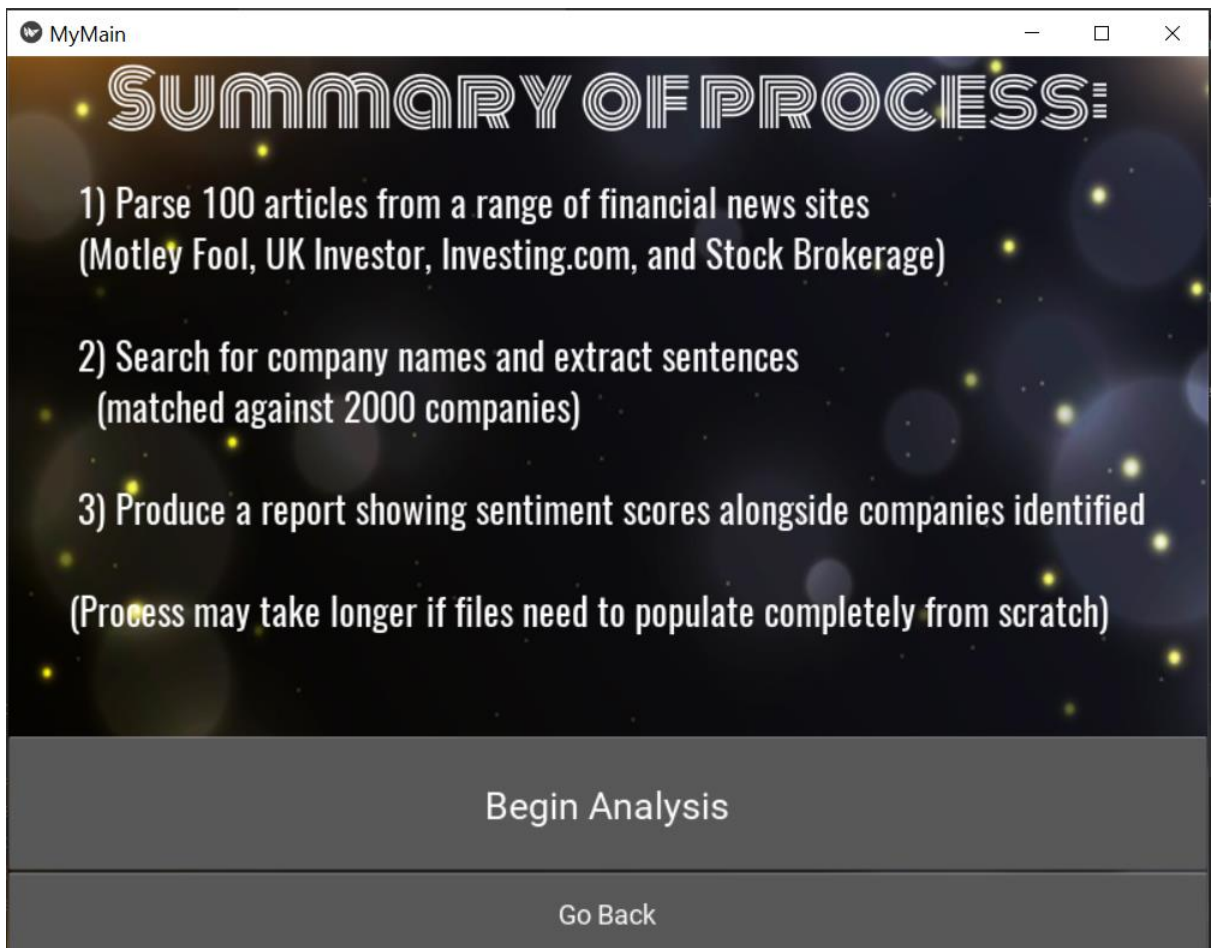 MyMain
Summary of process:
1) Parse 100 articles from a range of financial news sites
(Motley Fool, UK Investor, Investing.com, and Stock Brokerage)
2) Search for company names and extract sentences
(matched against 2000 companies)
3) Produce a report showing sentiment scores alongside companies identified
(Process may take longer if files need to populate completely from scratch)
Begin Analysis
Go Back